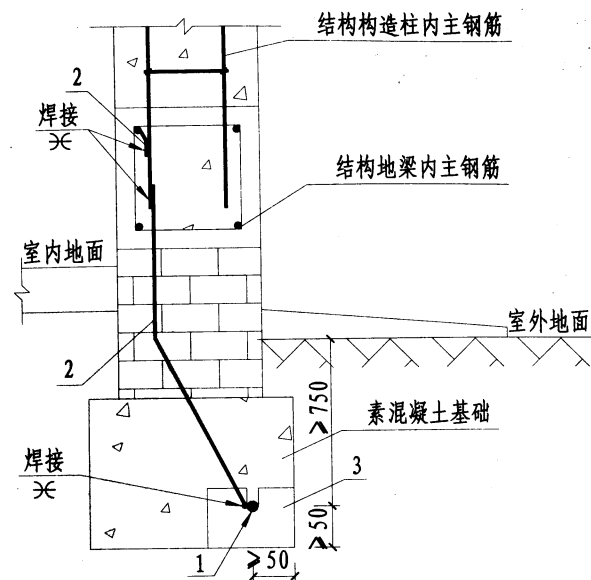 结构构造柱内主钢筋
2
焊接
结构地梁内主钢筋
室内地面
室外地面
2
≥750
素混凝土基础
焊接
3
≥50
1
≥50